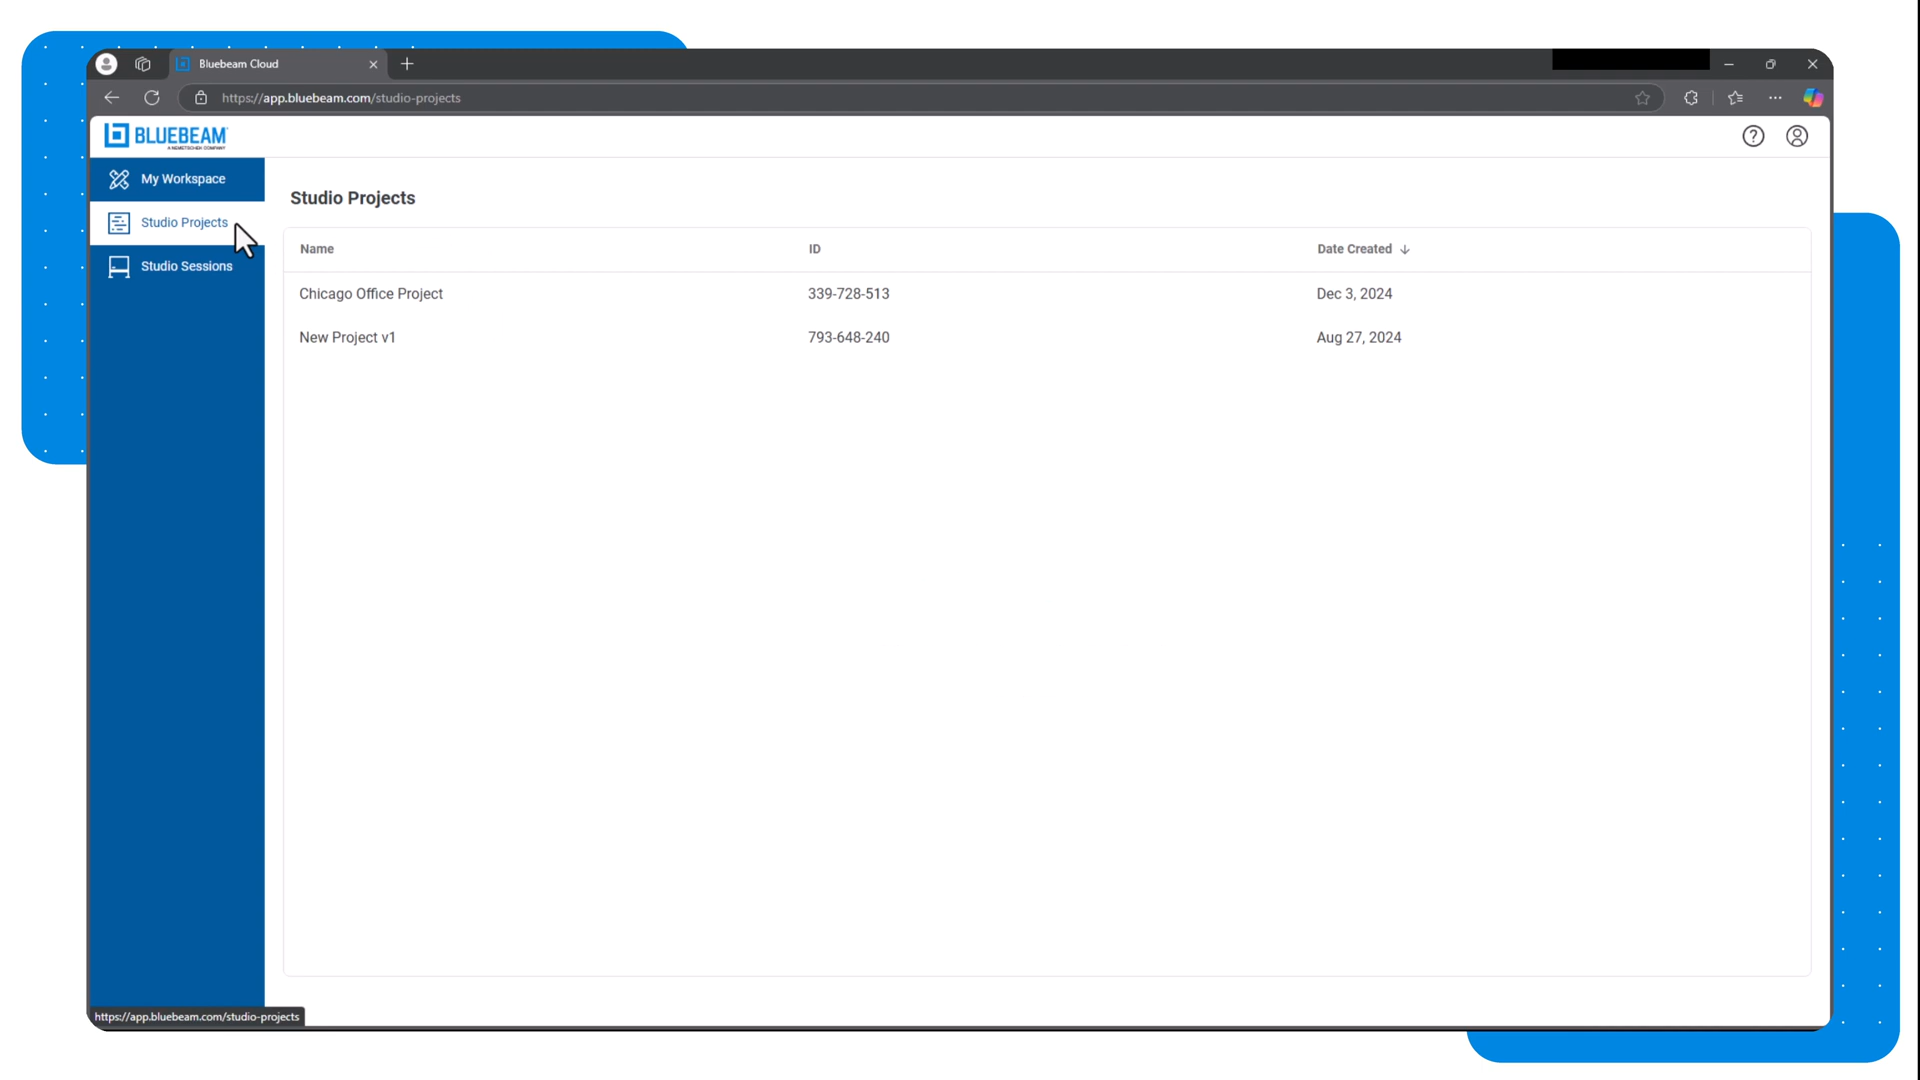 Bluebeam Cloud
https://app.bluebeam.com/studio-projects
BLUEBEAM
A NEMETSCHEK COMPANY
My Workspace
Studio Projects
Studio Sessions
Studio Projects
Name ID Date Created
Chicago Office Project 339-728-513 Dec 3, 2024
New Project v1 793-648-240 Aug 27, 2024
https://app.bluebeam.com/studio-projects